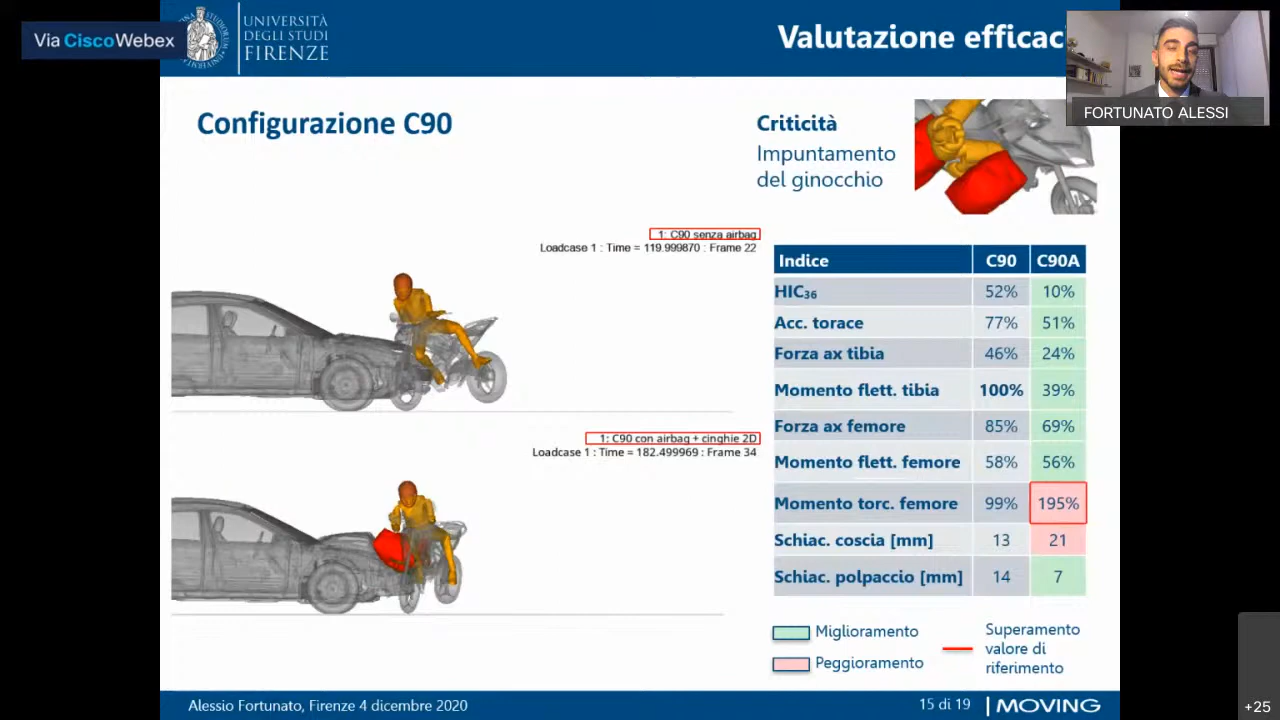 Via CiscoWebex
UNIVERSITÀ
DEGLI STUDI
FIRENZE
Valutazione efficac
FORTUNATO ALESSI
Configurazione C90
Criticità
Impuntamento
del ginocchio
1: C90 senza airbag
Loadcase 1 : Time = 119.999870 : Frame 22
1: C90 con airbag + cinghie 2D
Loadcase 1 : Time = 182.499969 : Frame 34
Indice C90 C90A
HIC₃₆ 52% 10%
Acc. torace 77% 51%
Forza ax tibia 46% 24%
Momento flett. tibia 100% 39%
Forza ax femore 85% 69%
Momento flett. femore 58% 56%
Momento torc. femore 99% 195%
Schiac. coscia [mm] 13 21
Schiac. polpaccio [mm] 14 7
Miglioramento
Peggioramento
Superamento
valore di
riferimento
Alessio Fortunato, Firenze 4 dicembre 2020
15 di 19
MOVING
+25